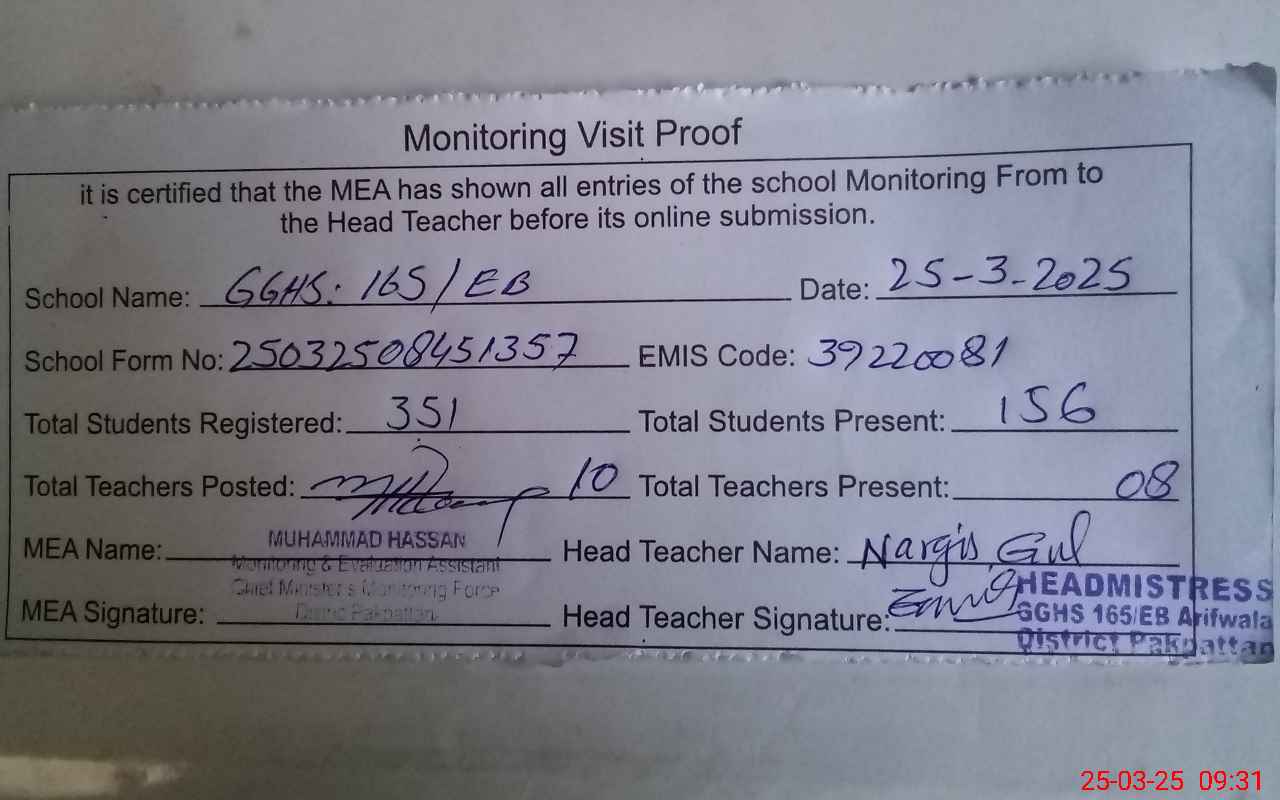 Monitoring Visit Proof
it is certified that the MEA has shown all entries of the school Monitoring From to
the Head Teacher before its online submission.
School Name: GGHS. 165/EB Date: 25-3-2025
School Form No: 25032508451357 EMIS Code: 39220081
Total Students Registered: 351 Total Students Present: 156
Total Teachers Posted: 10 Total Teachers Present: 08
MEA Name: MUHAMMAD HASSAN Head Teacher Name: Nargis Gul
Monitoring & Evaluation Assistant
Chief Minister's Monitoring Force
District Pakpattan.
MEA Signature: Head Teacher Signature:
HEADMISTRESS
GGHS 165/EB Arifwala
District Pakpattan
25-03-25 09:31